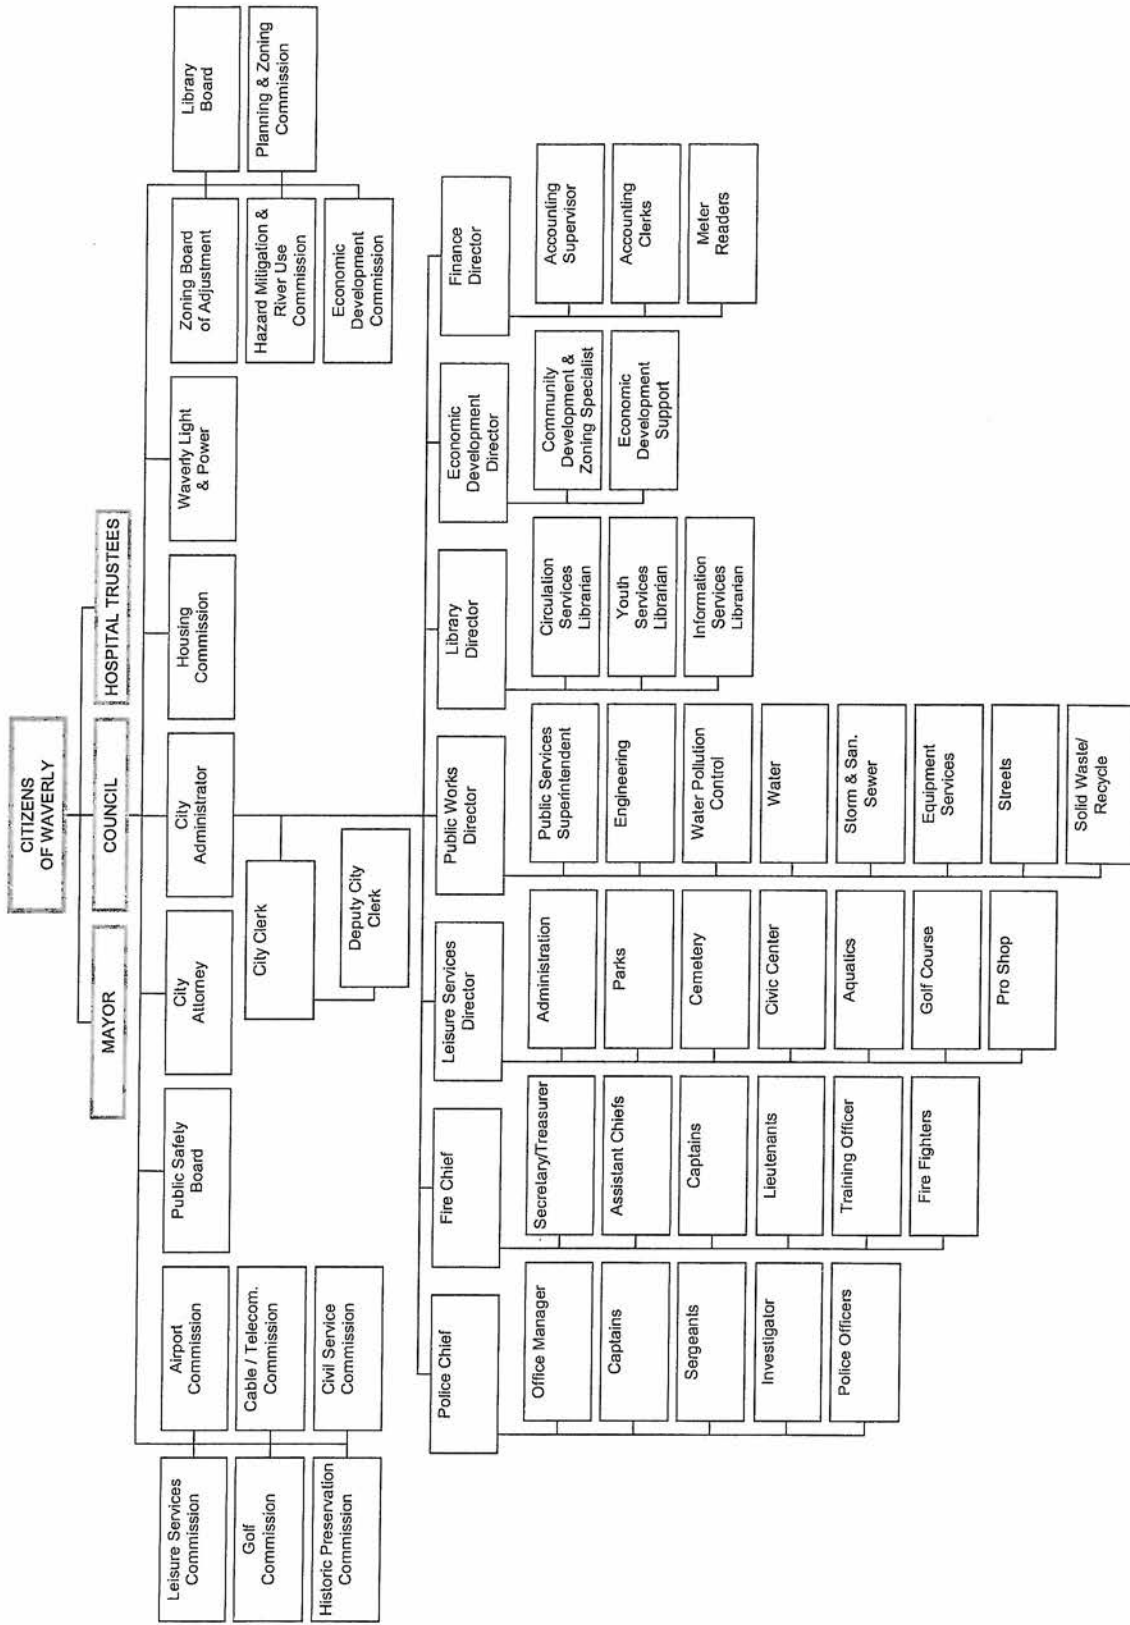 CITIZENS
OF WAVERLY
MAYOR
COUNCIL
HOSPITAL TRUSTEES
Leisure Services
Commission
Airport
Commission
Golf
Commission
Cable / Telecom.
Commission
Historic Preservation
Commission
Civil Service
Commission
Public Safety
Board
City
Attorney
City
Administrator
Housing
Commission
Waverly Light
& Power
Zoning Board
of Adjustment
Library
Board
Hazard Mitigation &
River Use
Commission
Planning & Zoning
Commission
Economic
Development
Commission
City Clerk
Deputy City
Clerk
Police Chief
Office Manager
Captains
Sergeants
Investigator
Police Officers
Fire Chief
Secretary/Treasurer
Assistant Chiefs
Captains
Lieutenants
Training Officer
Fire Fighters
Leisure Services
Director
Administration
Parks
Cemetery
Civic Center
Aquatics
Golf Course
Pro Shop
Public Works
Director
Public Services
Superintendent
Engineering
Water Pollution
Control
Water
Storm & San.
Sewer
Equipment
Services
Streets
Solid Waste/
Recycle
Library
Director
Circulation
Services
Librarian
Youth
Services
Librarian
Information
Services
Librarian
Economic
Development
Director
Community
Development &
Zoning Specialist
Economic
Development
Support
Finance
Director
Accounting
Supervisor
Accounting
Clerks
Meter
Readers